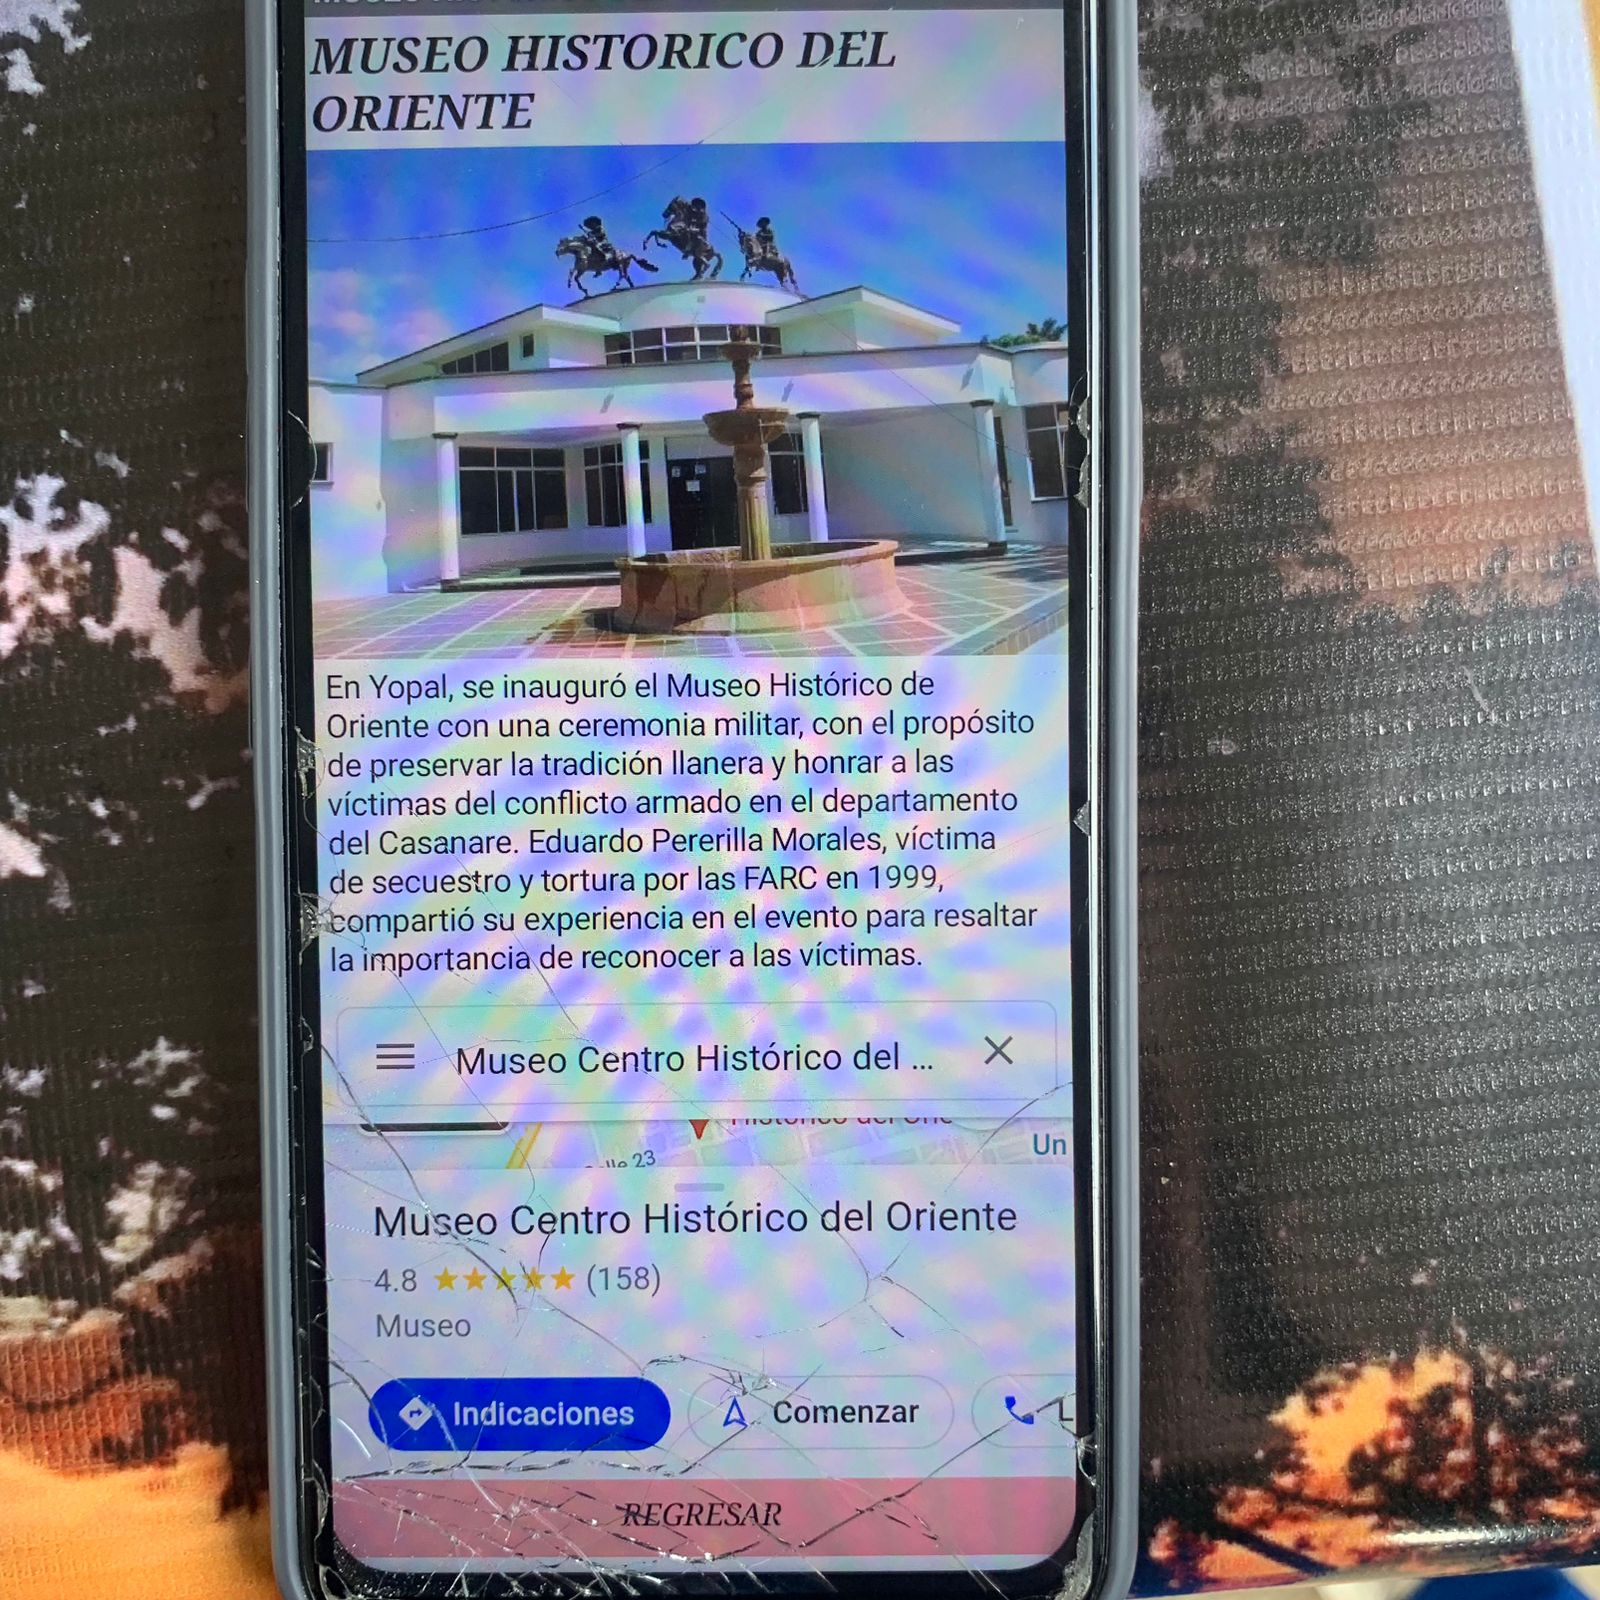 MUSEO HISTORICO DEL
ORIENTE
En Yopal, se inauguró el Museo Histórico de
Oriente con una ceremonia militar, con el propósito
de preservar la tradición llanera y honrar a las
víctimas del conflicto armado en el departamento
del Casanare. Eduardo Pererilla Morales, víctima
de secuestro y tortura por las FARC en 1999,
compartió su experiencia en el evento para resaltar
la importancia de reconocer a las víctimas.
Museo Centro Histórico del ...
Un
23
Museo Centro Histórico del Oriente
4.8 ★★★★★ (158)
Museo
Indicaciones
Comenzar
L
REGRESAR